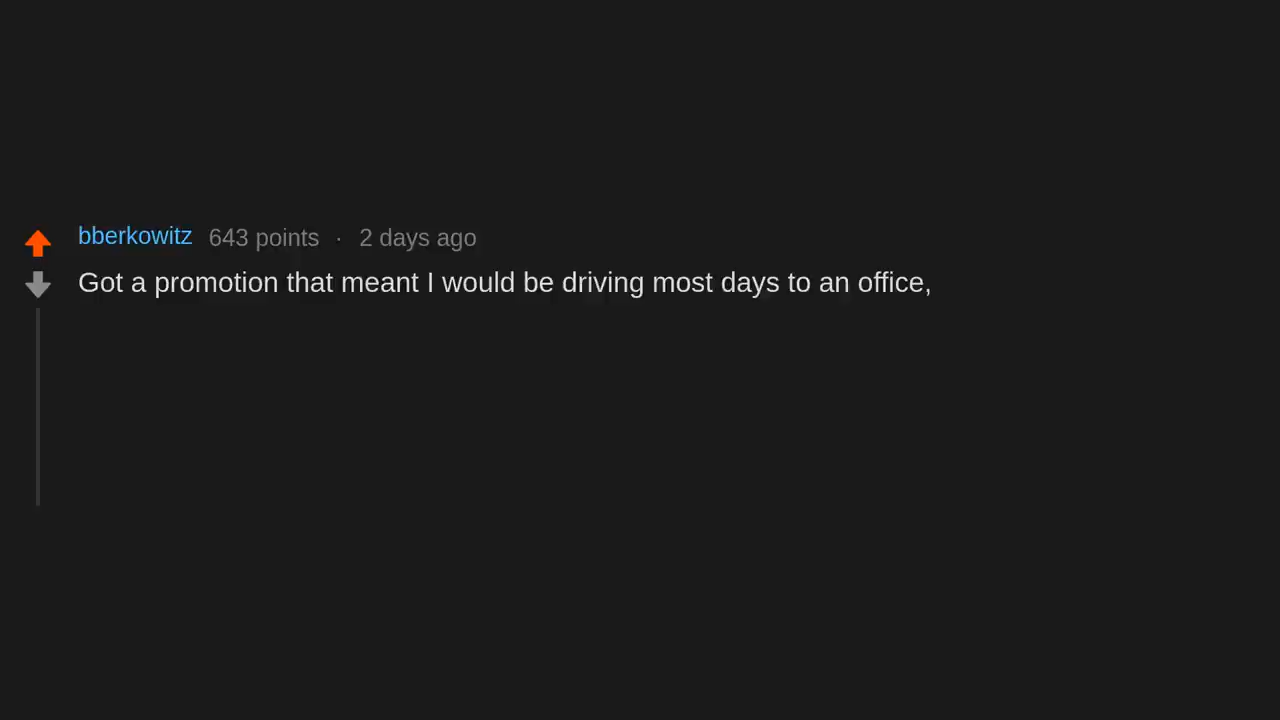 bberkowitz 643 points · 2 days ago
Got a promotion that meant I would be driving most days to an office,